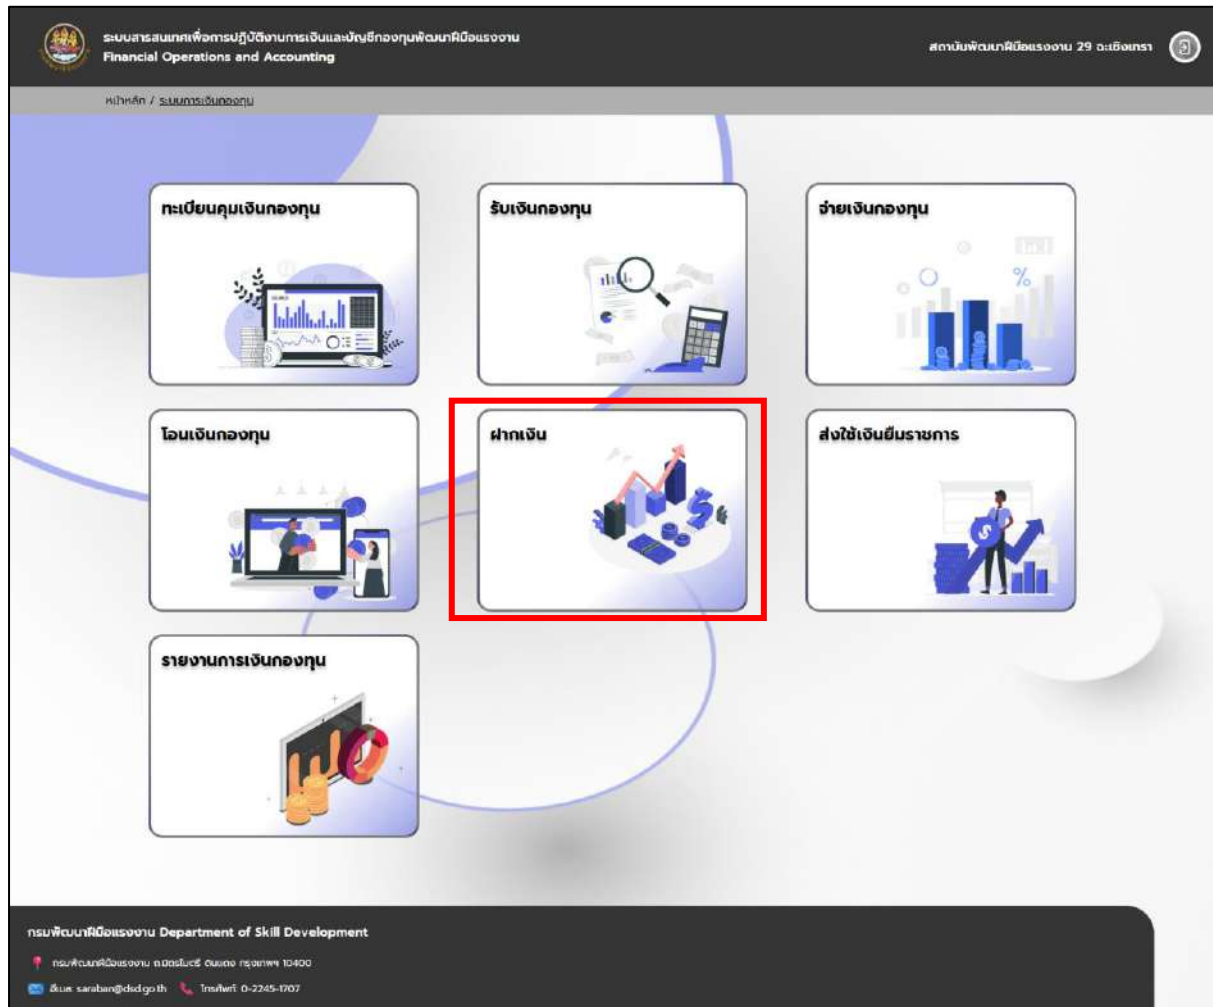 ระบบสารสนเทศเพื่อการปฏิบัติงานการเงินและบัญชีกองทุนพัฒนาฝีมือแรงงาน
Financial Operations and Accounting
สถาบันพัฒนาฝีมือแรงงาน 29 ฉะเชิงเทรา
หน้าหลัก / ระบบการเงินกองทุน
ทะเบียนคุมเงินกองทุน
รับเงินกองทุน
จ่ายเงินกองทุน
โอนเงินกองทุน
ฝากเงิน
ส่งใช้เงินยืมราชการ
รายงานการเงินกองทุน
กรมพัฒนาฝีมือแรงงาน Department of Skill Development
กรมพัฒนาฝีมือแรงงาน ถ.มิตรไมตรี ดินแดง กรุงเทพฯ 10400
อีเมล: saraban@dsd.go.th โทรศัพท์: 0-2245-1707